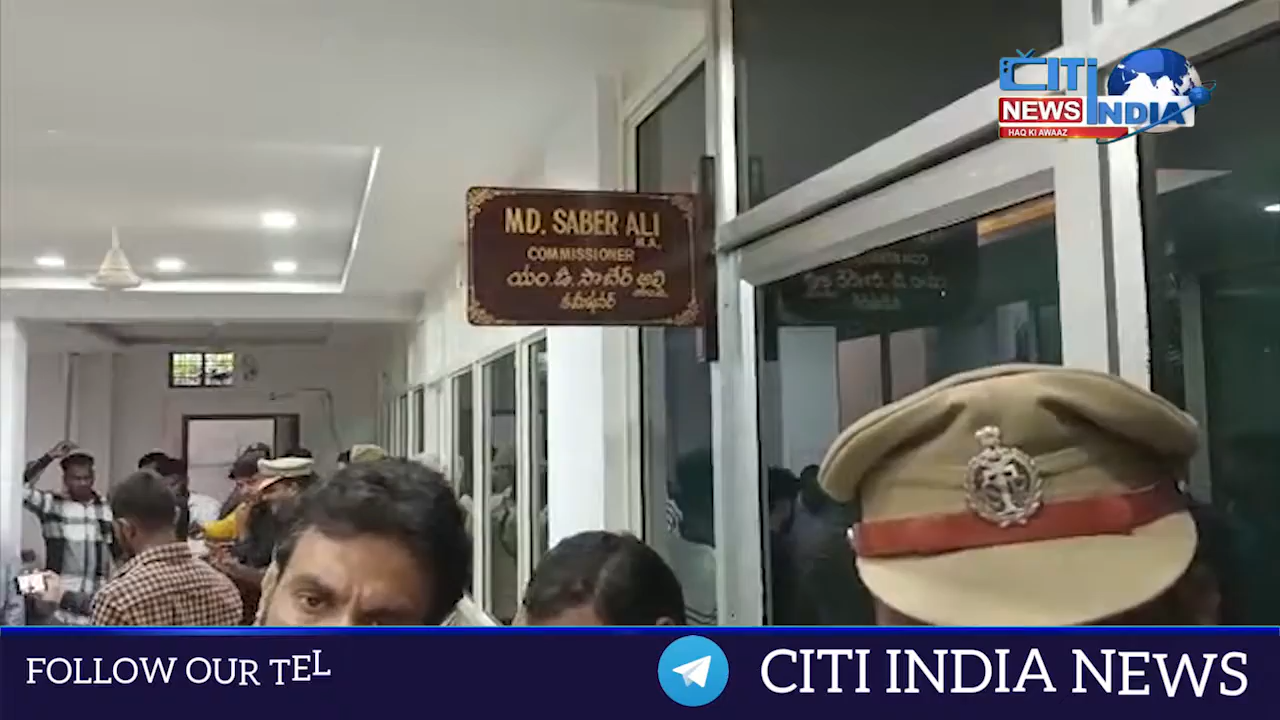 CITI
NEWS INDIA
HAQ KI AWAAZ
MD. SABER ALI
M.A.
COMMISSIONER
యం.డి. సాబేర్ అల్లి
కమీషనర్
FOLLOW OUR TEL
CITI INDIA NEWS